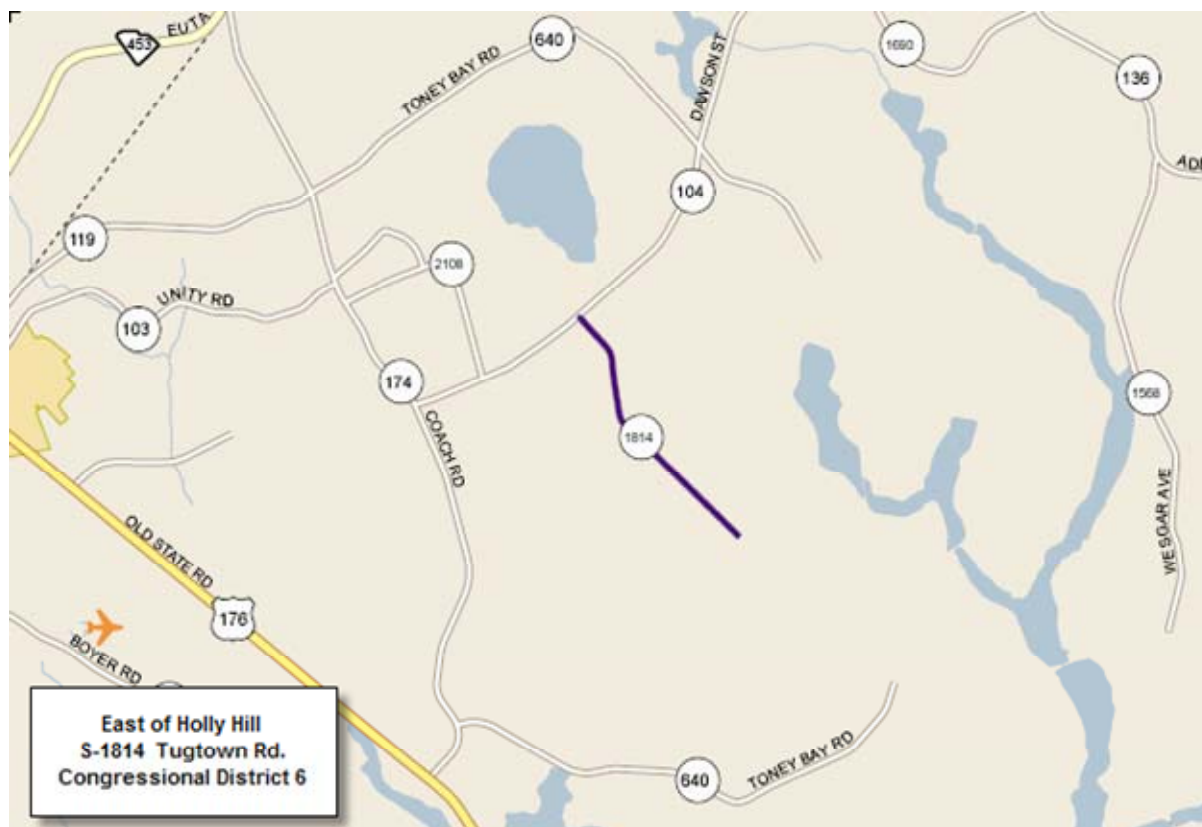 EUTA
453
640
TONEY BAY RD
DAWSON ST
1660
136
ADD
104
119
2108
UNITY RD
103
174
COACH RD
1568
1814
WESGAR AVE
OLD STATE RD
176
BOYER RD
East of Holly Hill
S-1814 Tugtown Rd.
Congressional District 6
640
TONEY BAY RD